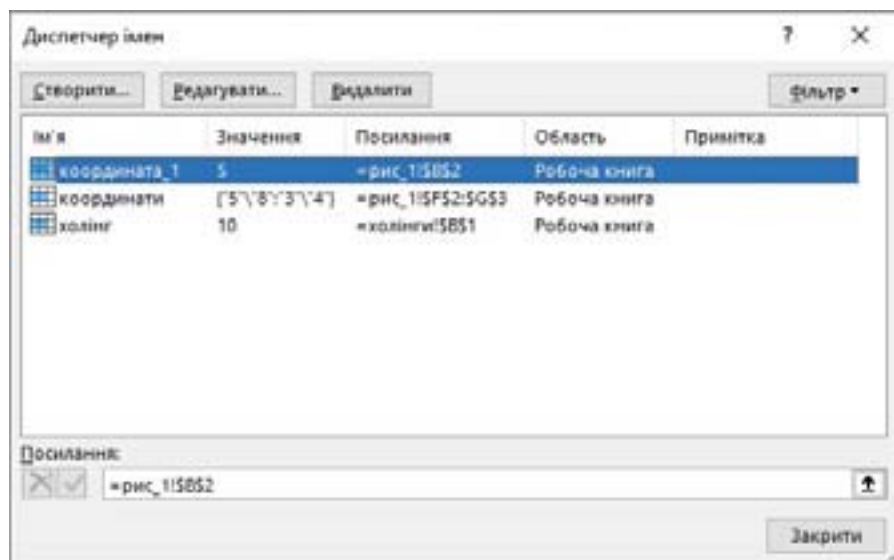 Диспетчер імен ?
Створити... Редагувати... Видалити Фільтр
Ім'я Значення Посилання Область Примітка
координата_1 5 =рис_1!$B$2 Робоча книга
координати {"5"\"8":"3"\"4"} =рис_1!$F$2:$G$3 Робоча книга
холінг 10 =холінги!$B$1 Робоча книга
Посилання:
=рис_1!$B$2
Закрити